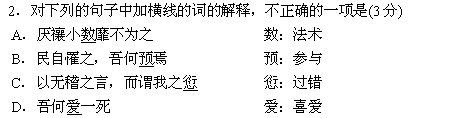 2．对下列的句子中加横线的词的解释，不正确的一项是(3分)
A．厌禳小数靡不为之 数：法术
B．民自罹之，吾何预焉 预：参与
C．以无稽之言，而谓我之愆 愆：过错
D．吾何爱一死 爱：喜爱